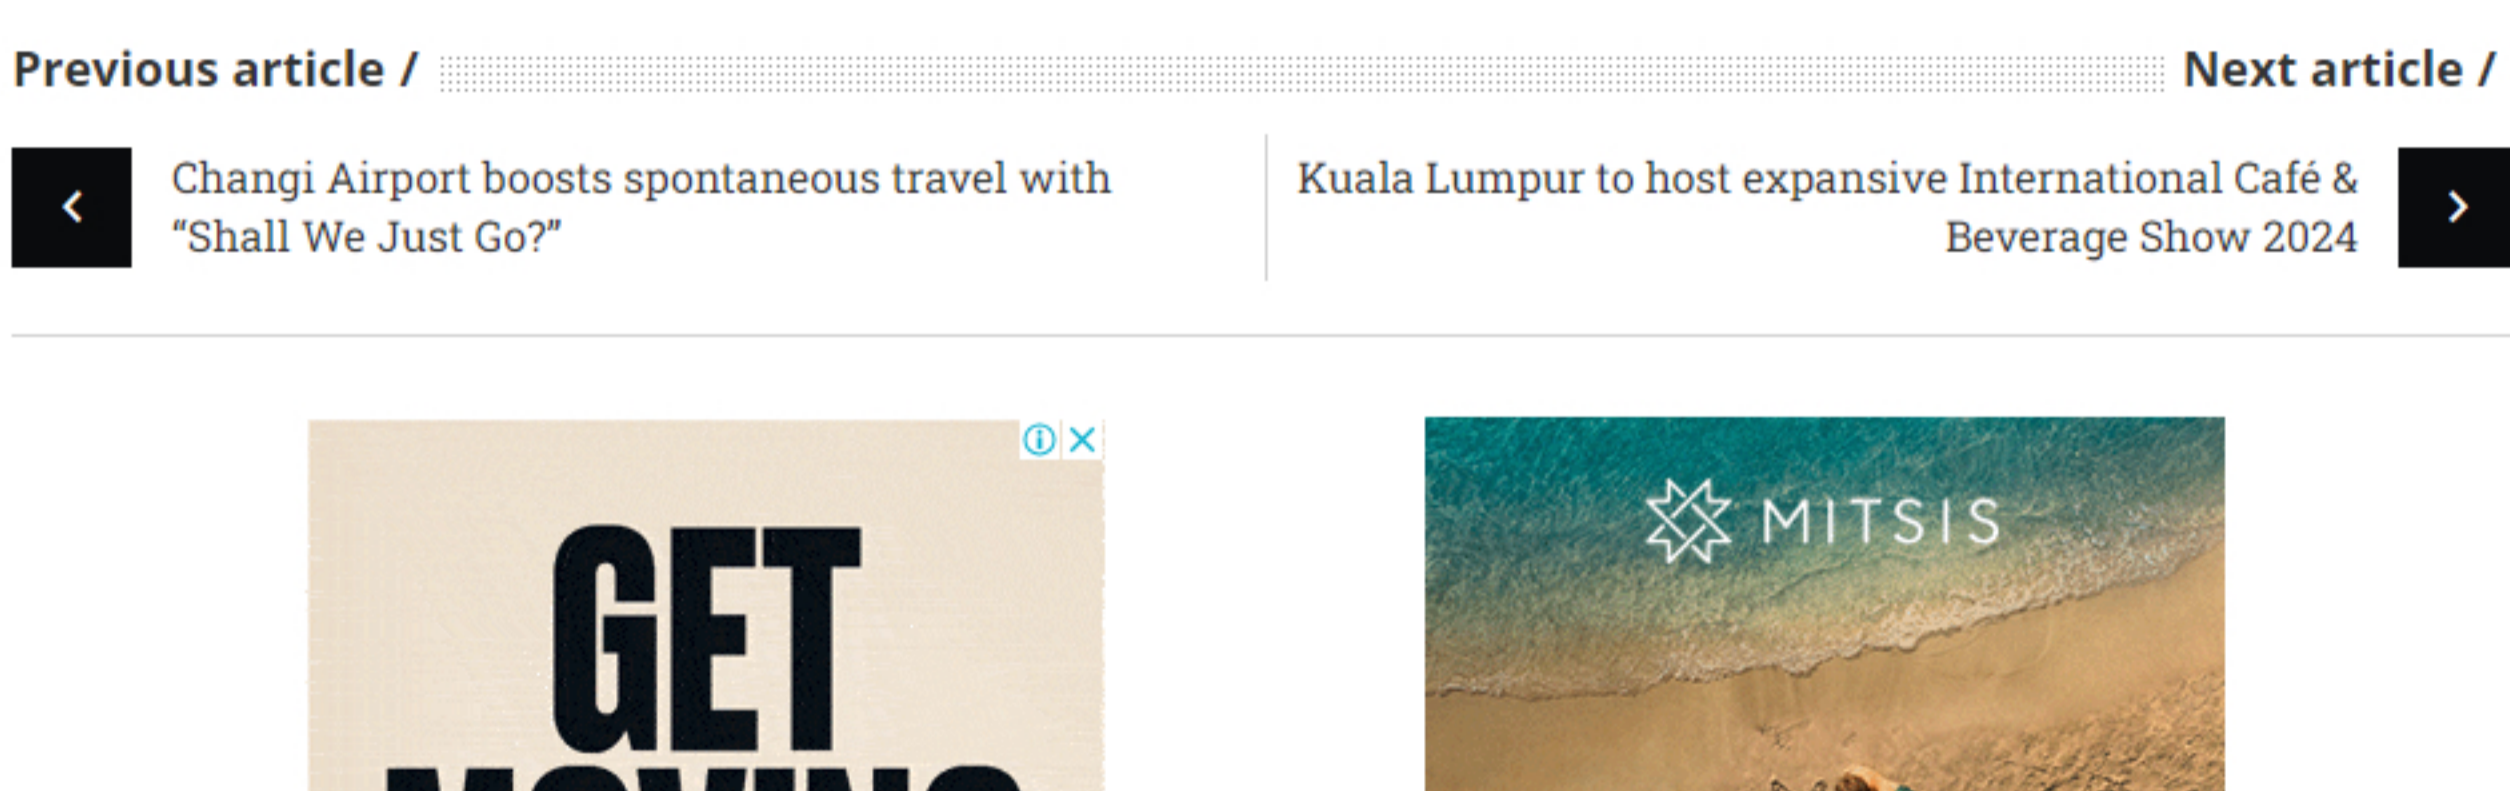 Previous article /
Next article /
Changi Airport boosts spontaneous travel with
“Shall We Just Go?”
Kuala Lumpur to host expansive International Café &
Beverage Show 2024
GET
MOVING
MITSIS